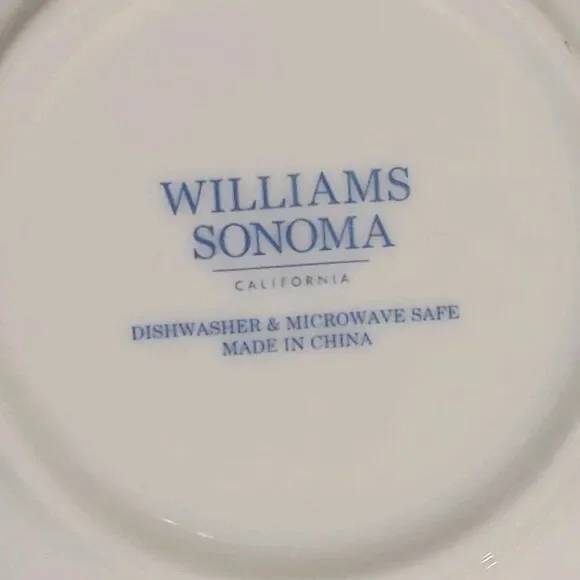 WILLIAMS
SONOMA
CALIFORNIA
DISHWASHER & MICROWAVE SAFE
MADE IN CHINA